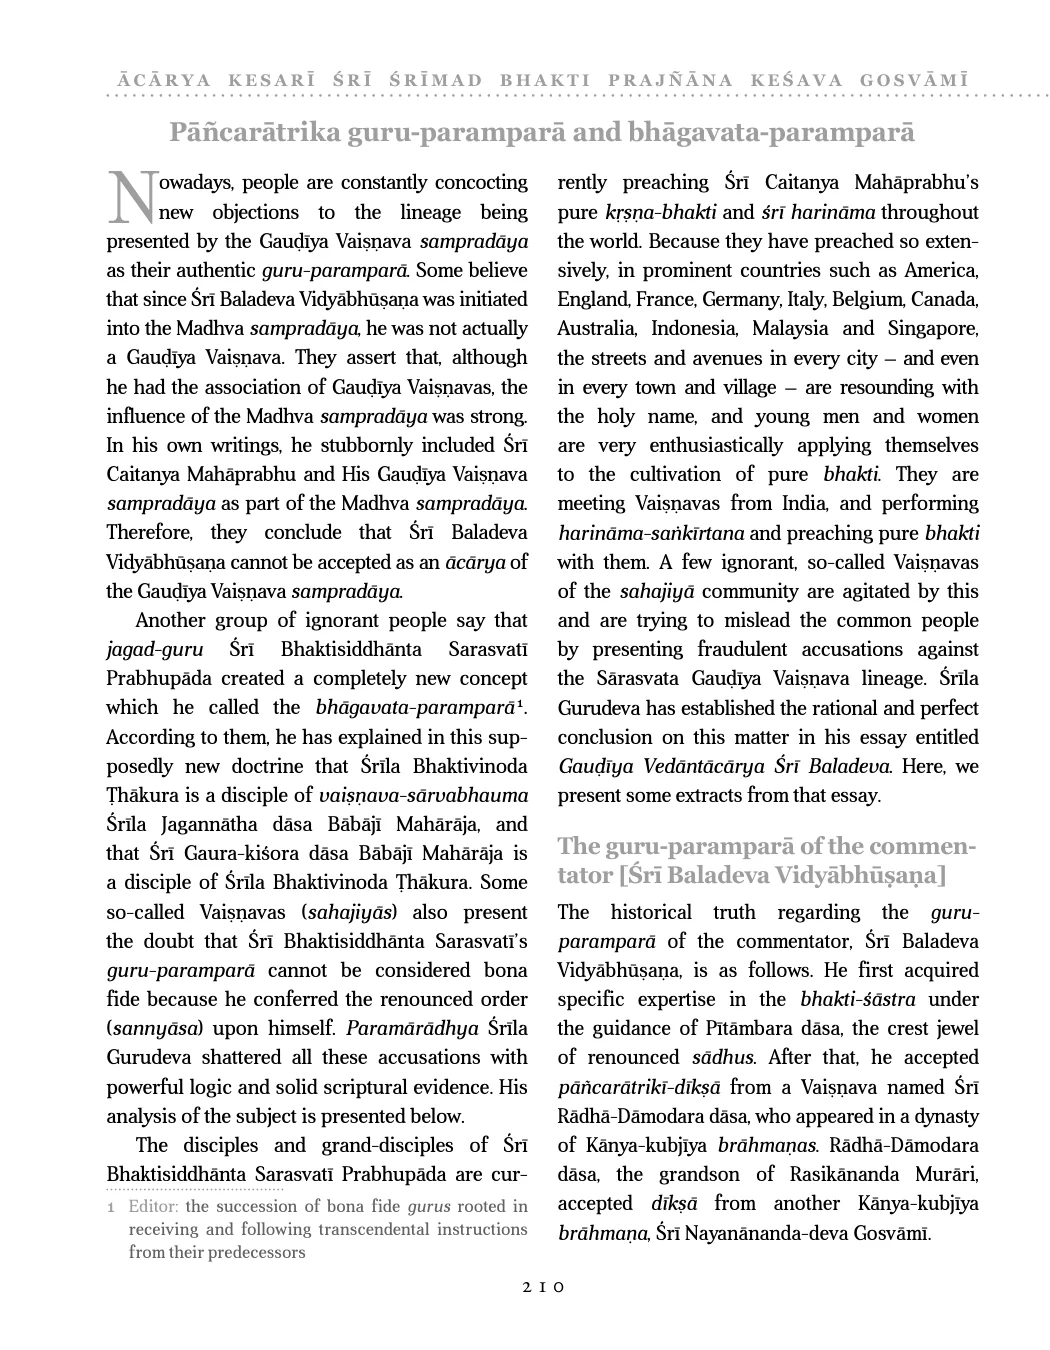 ĀCĀRYA KESARĪ ŚRĪ ŚRĪMAD BHAKTI PRAJÑĀNA KEŚAVA GOSVĀMĪ
Pāñcarātrika guru-paramparā and bhāgavata-paramparā
Nowadays, people are constantly concocting
new objections to the lineage being
presented by the Gauḍīya Vaiṣṇava sampradāya
as their authentic guru-paramparā. Some believe
that since Śrī Baladeva Vidyābhūṣaṇa was initiated
into the Madhva sampradāya, he was not actually
a Gauḍīya Vaiṣṇava. They assert that, although
he had the association of Gauḍīya Vaiṣṇavas, the
influence of the Madhva sampradāya was strong.
In his own writings, he stubbornly included Śrī
Caitanya Mahāprabhu and His Gauḍīya Vaiṣṇava
sampradāya as part of the Madhva sampradāya.
Therefore, they conclude that Śrī Baladeva
Vidyābhūṣaṇa cannot be accepted as an ācārya of
the Gauḍīya Vaiṣṇava sampradāya.
Another group of ignorant people say that
jagad-guru Śrī Bhaktisiddhānta Sarasvatī
Prabhupāda created a completely new concept
which he called the bhāgavata-paramparā¹.
According to them, he has explained in this sup-
posedly new doctrine that Śrīla Bhaktivinoda
Ṭhākura is a disciple of vaiṣṇava-sārvabhauma
Śrīla Jagannātha dāsa Bābājī Mahārāja, and
that Śrī Gaura-kiśora dāsa Bābājī Mahārāja is
a disciple of Śrīla Bhaktivinoda Ṭhākura. Some
so-called Vaiṣṇavas (sahajiyās) also present
the doubt that Śrī Bhaktisiddhānta Sarasvatī’s
guru-paramparā cannot be considered bona
fide because he conferred the renounced order
(sannyāsa) upon himself. Paramārādhya Śrīla
Gurudeva shattered all these accusations with
powerful logic and solid scriptural evidence. His
analysis of the subject is presented below.
The disciples and grand-disciples of Śrī
Bhaktisiddhānta Sarasvatī Prabhupāda are cur-
1 Editor: the succession of bona fide gurus rooted in
receiving and following transcendental instructions
from their predecessors
rently preaching Śrī Caitanya Mahāprabhu’s
pure kṛṣṇa-bhakti and śrī harināma throughout
the world. Because they have preached so exten-
sively, in prominent countries such as America,
England, France, Germany, Italy, Belgium, Canada,
Australia, Indonesia, Malaysia and Singapore,
the streets and avenues in every city – and even
in every town and village – are resounding with
the holy name, and young men and women
are very enthusiastically applying themselves
to the cultivation of pure bhakti. They are
meeting Vaiṣṇavas from India, and performing
harināma-saṅkīrtana and preaching pure bhakti
with them. A few ignorant, so-called Vaiṣṇavas
of the sahajiyā community are agitated by this
and are trying to mislead the common people
by presenting fraudulent accusations against
the Sārasvata Gauḍīya Vaiṣṇava lineage. Śrīla
Gurudeva has established the rational and perfect
conclusion on this matter in his essay entitled
Gauḍīya Vedāntācārya Śrī Baladeva. Here, we
present some extracts from that essay.
The guru-paramparā of the commen-
tator [Śrī Baladeva Vidyābhūṣaṇa]
The historical truth regarding the guru-
paramparā of the commentator, Śrī Baladeva
Vidyābhūṣaṇa, is as follows. He first acquired
specific expertise in the bhakti-śāstra under
the guidance of Pītāmbara dāsa, the crest jewel
of renounced sādhus. After that, he accepted
pāñcarātrikī-dīkṣā from a Vaiṣṇava named Śrī
Rādhā-Dāmodara dāsa, who appeared in a dynasty
of Kānya-kubjīya brāhmaṇas. Rādhā-Dāmodara
dāsa, the grandson of Rasikānanda Murāri,
accepted dīkṣā from another Kānya-kubjīya
brāhmaṇa, Śrī Nayanānanda-deva Gosvāmī.
210